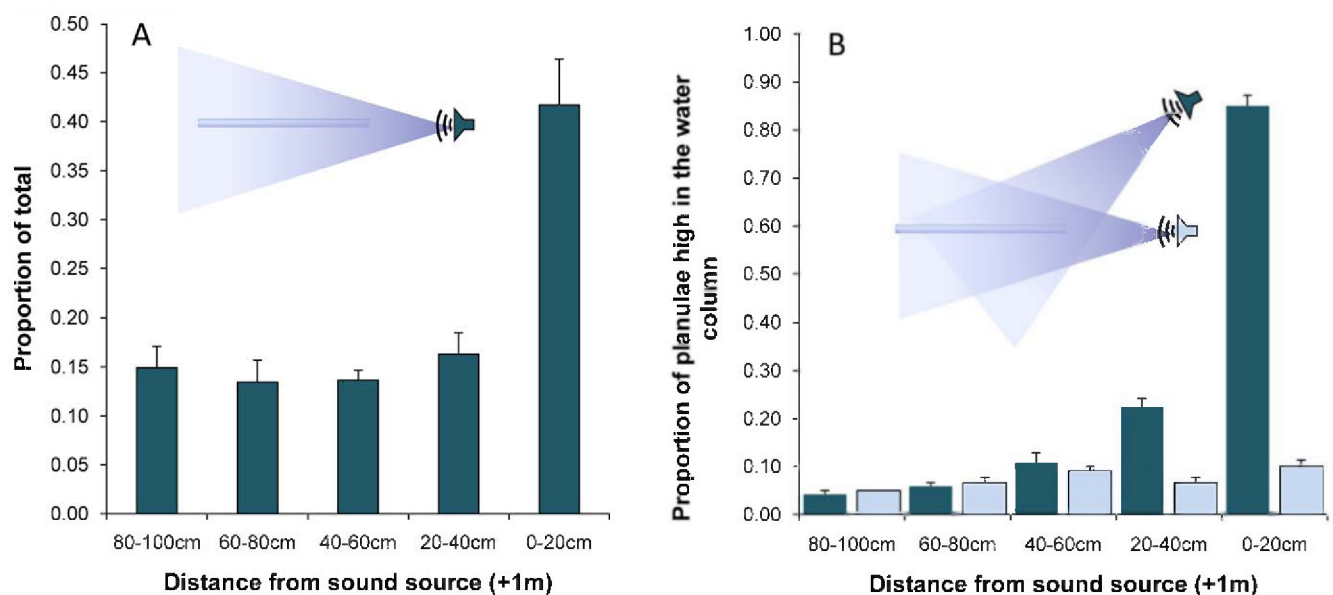 A
Proportion of total
0.50
0.45
0.40
0.35
0.30
0.25
0.20
0.15
0.10
0.05
0.00
80-100cm 60-80cm 40-60cm 20-40cm 0-20cm
Distance from sound source (+1m)
B
Proportion of planulae high in the water
column
1.00
0.90
0.80
0.70
0.60
0.50
0.40
0.30
0.20
0.10
0.00
80-100cm 60-80cm 40-60cm 20-40cm 0-20cm
Distance from sound source (+1m)